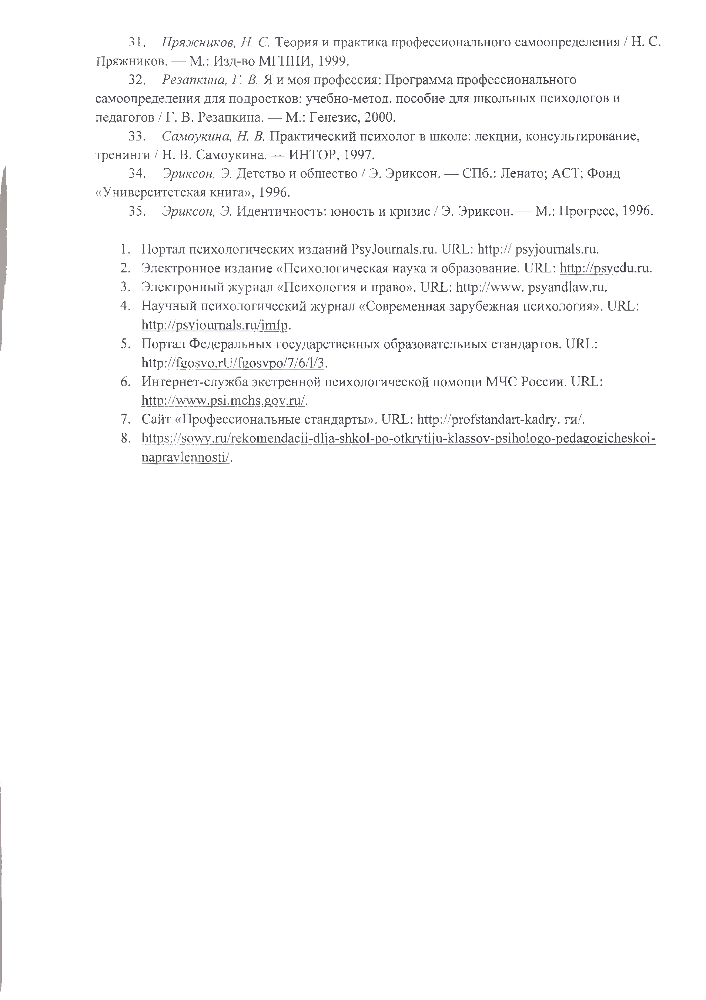 31. Пряжников, Н. С. Теория и практика профессионального самоопределения / Н. С.
Пряжников. — М.: Изд-во МГППИ, 1999.
32. Резапкина, Г. В. Я и моя профессия: Программа профессионального
самоопределения для подростков: учебно-метод. пособие для школьных психологов и
педагогов / Г. В. Резапкина. — М.: Генезис, 2000.
33. Самоукина, Н. В. Практический психолог в школе: лекции, консультирование,
тренинги / Н. В. Самоукина. — ИНТОР, 1997.
34. Эриксон, Э. Детство и общество / Э. Эриксон. — СПб.: Ленато; АСТ; Фонд
«Университетская книга», 1996.
35. Эриксон, Э. Идентичность: юность и кризис / Э. Эриксон. — М.: Прогресс, 1996.
1. Портал психологических изданий PsyJournals.ru. URL: http:// psyjournals.ru.
2. Электронное издание «Психологическая наука и образование. URL: http://psyedu.ru.
3. Электронный журнал «Психология и право». URL: http://www. psyandlaw.ru.
4. Научный психологический журнал «Современная зарубежная психология». URL:
http://psyjournals.ru/jmlp.
5. Портал Федеральных государственных образовательных стандартов. URL:
http://fgosvo.rU/fgosvpo/7/6/l/3.
6. Интернет-служба экстренной психологической помощи МЧС России. URL:
http://www.psi.mchs.gov.ru/.
7. Сайт «Профессиональные стандарты». URL: http://profstandart-kadry. ги/.
8. https://sowy.ru/rekomendacii-dlja-shkol-po-otkrytiju-klassov-psihologo-pedagogicheskoj-
napravlennosti/.